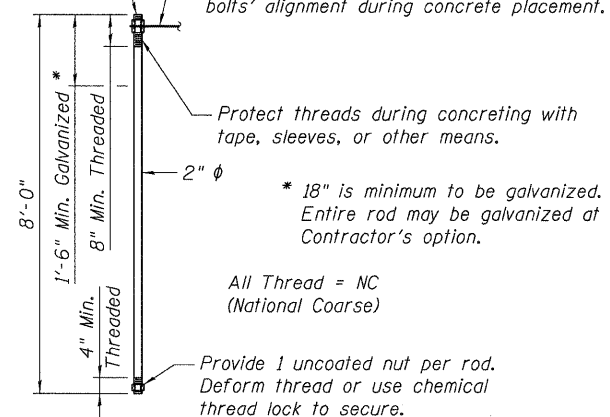 bolts' alignment during concrete placement.
Protect threads during concreting with
tape, sleeves, or other means.
2" ϕ
* 18" is minimum to be galvanized.
Entire rod may be galvanized at
Contractor's option.
8'-0"
1'-6" Min. Galvanized *
8" Min. Threaded
4" Min.
Threaded
All Thread = NC
(National Coarse)
Provide 1 uncoated nut per rod.
Deform thread or use chemical
thread lock to secure.